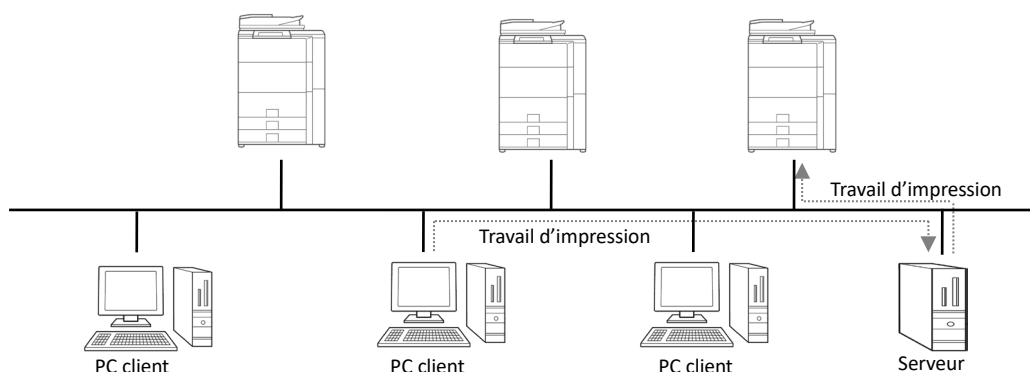 Travail d’impression
Travail d’impression
PC client
PC client
PC client
Serveur